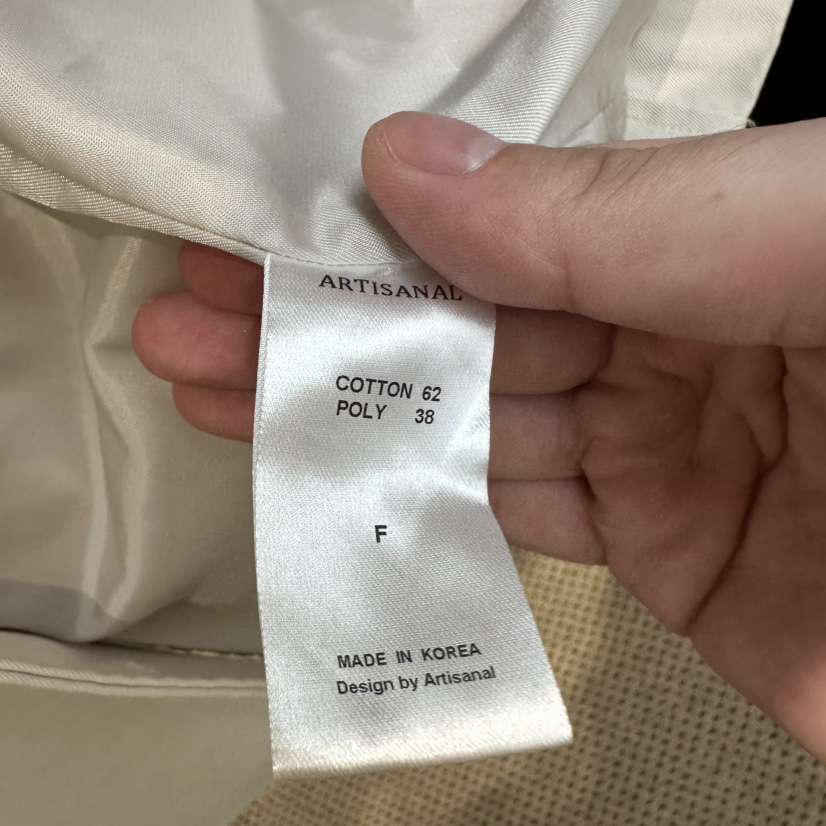 ARTISANAL
COTTON 62
POLY 38
F
MADE IN KOREA
Design by Artisanal